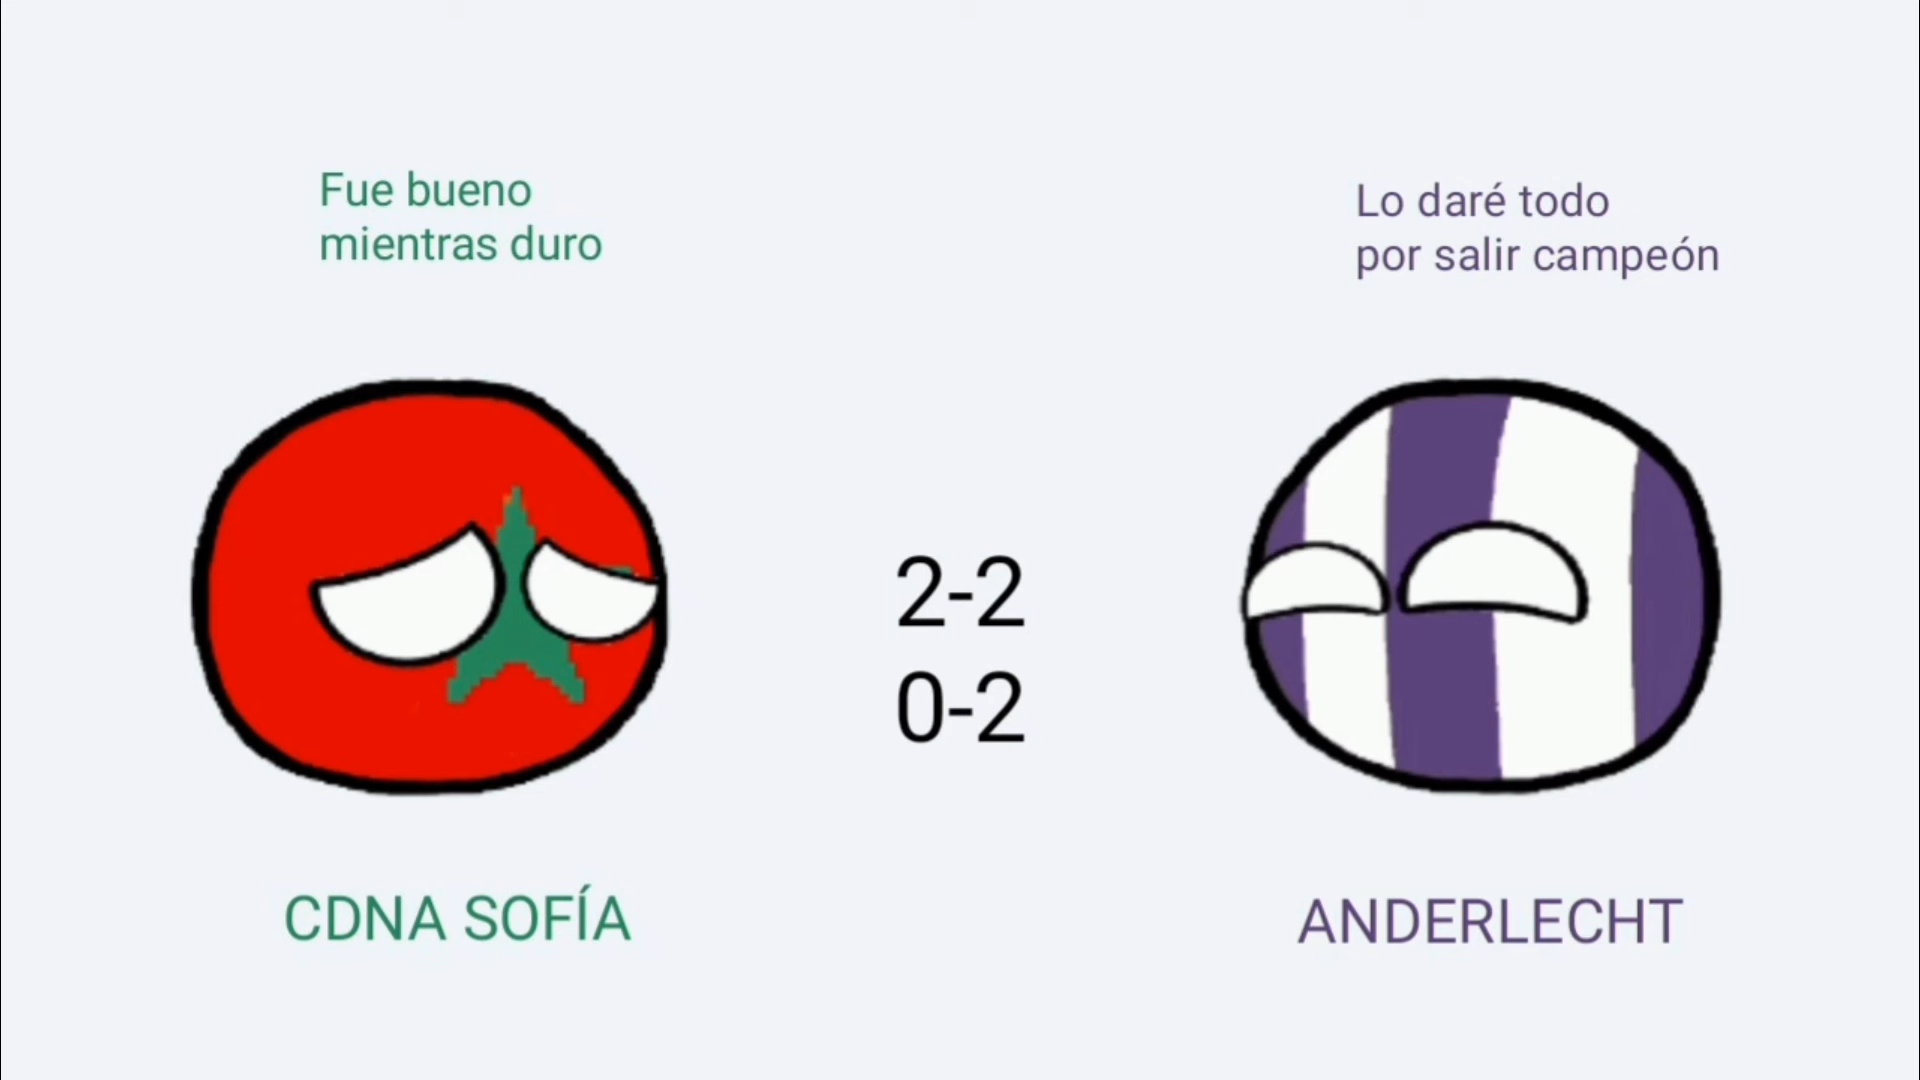 Fue bueno
mientras duro
Lo daré todo
por salir campeón
2-2
0-2
CDNA SOFÍA
ANDERLECHT